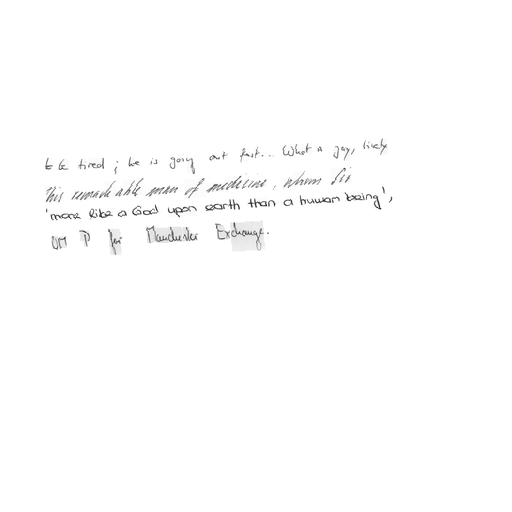 to be tired ; he is going out fast... What a gay, lively
this remarkable man of medicine, whom Sir
'more like a God upon earth than a human being',
OM P for Manchester Exchange.